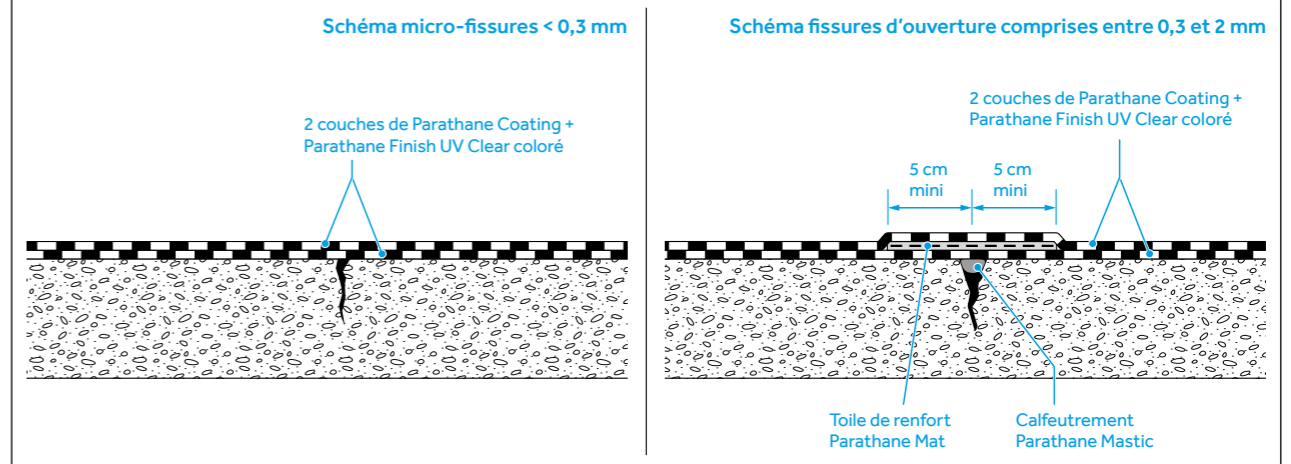 Schéma micro-fissures < 0,3 mm
2 couches de Parathane Coating +
Parathane Finish UV Clear coloré
Schéma fissures d'ouverture comprises entre 0,3 et 2 mm
2 couches de Parathane Coating +
Parathane Finish UV Clear coloré
5 cm
mini
5 cm
mini
Toile de renfort
Parathane Mat
Calfeutrement
Parathane Mastic